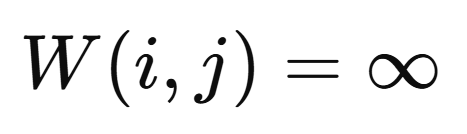 W(i, j) = ∞